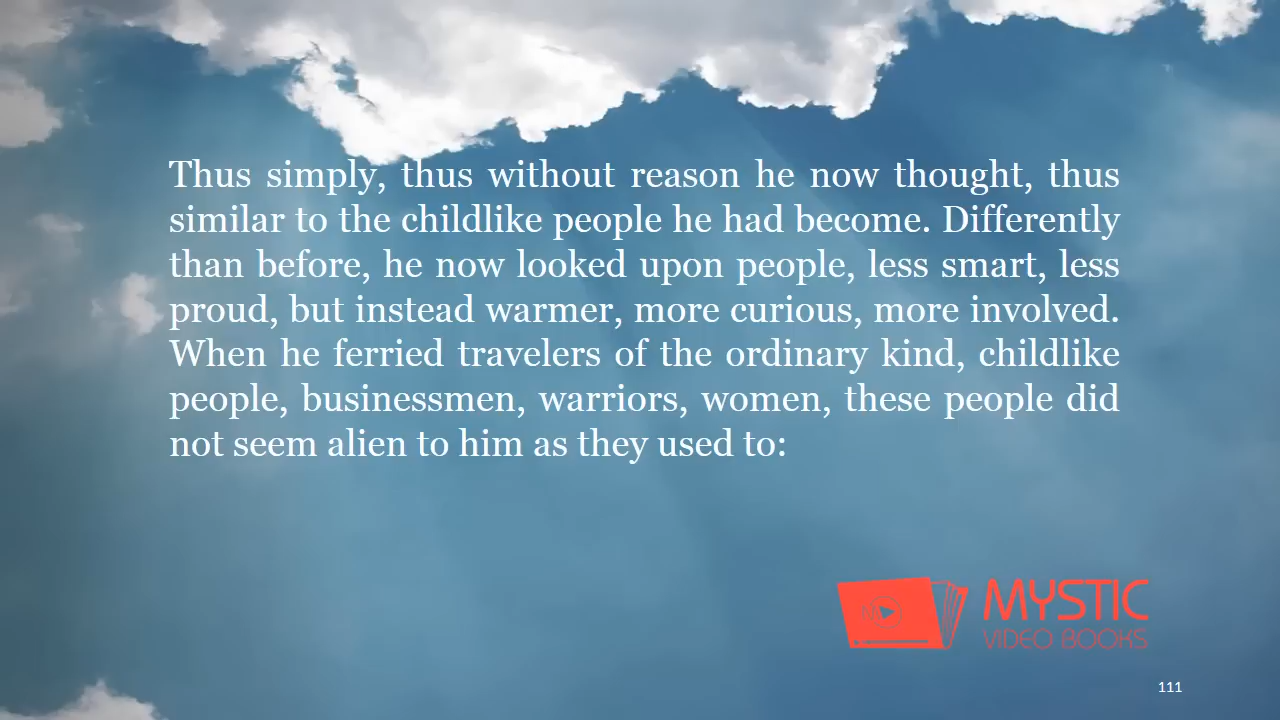 Thus simply, thus without reason he now thought, thus
similar to the childlike people he had become. Differently
than before, he now looked upon people, less smart, less
proud, but instead warmer, more curious, more involved.
When he ferried travelers of the ordinary kind, childlike
people, businessmen, warriors, women, these people did
not seem alien to him as they used to:
MYSTIC
VIDEO BOOKS
111